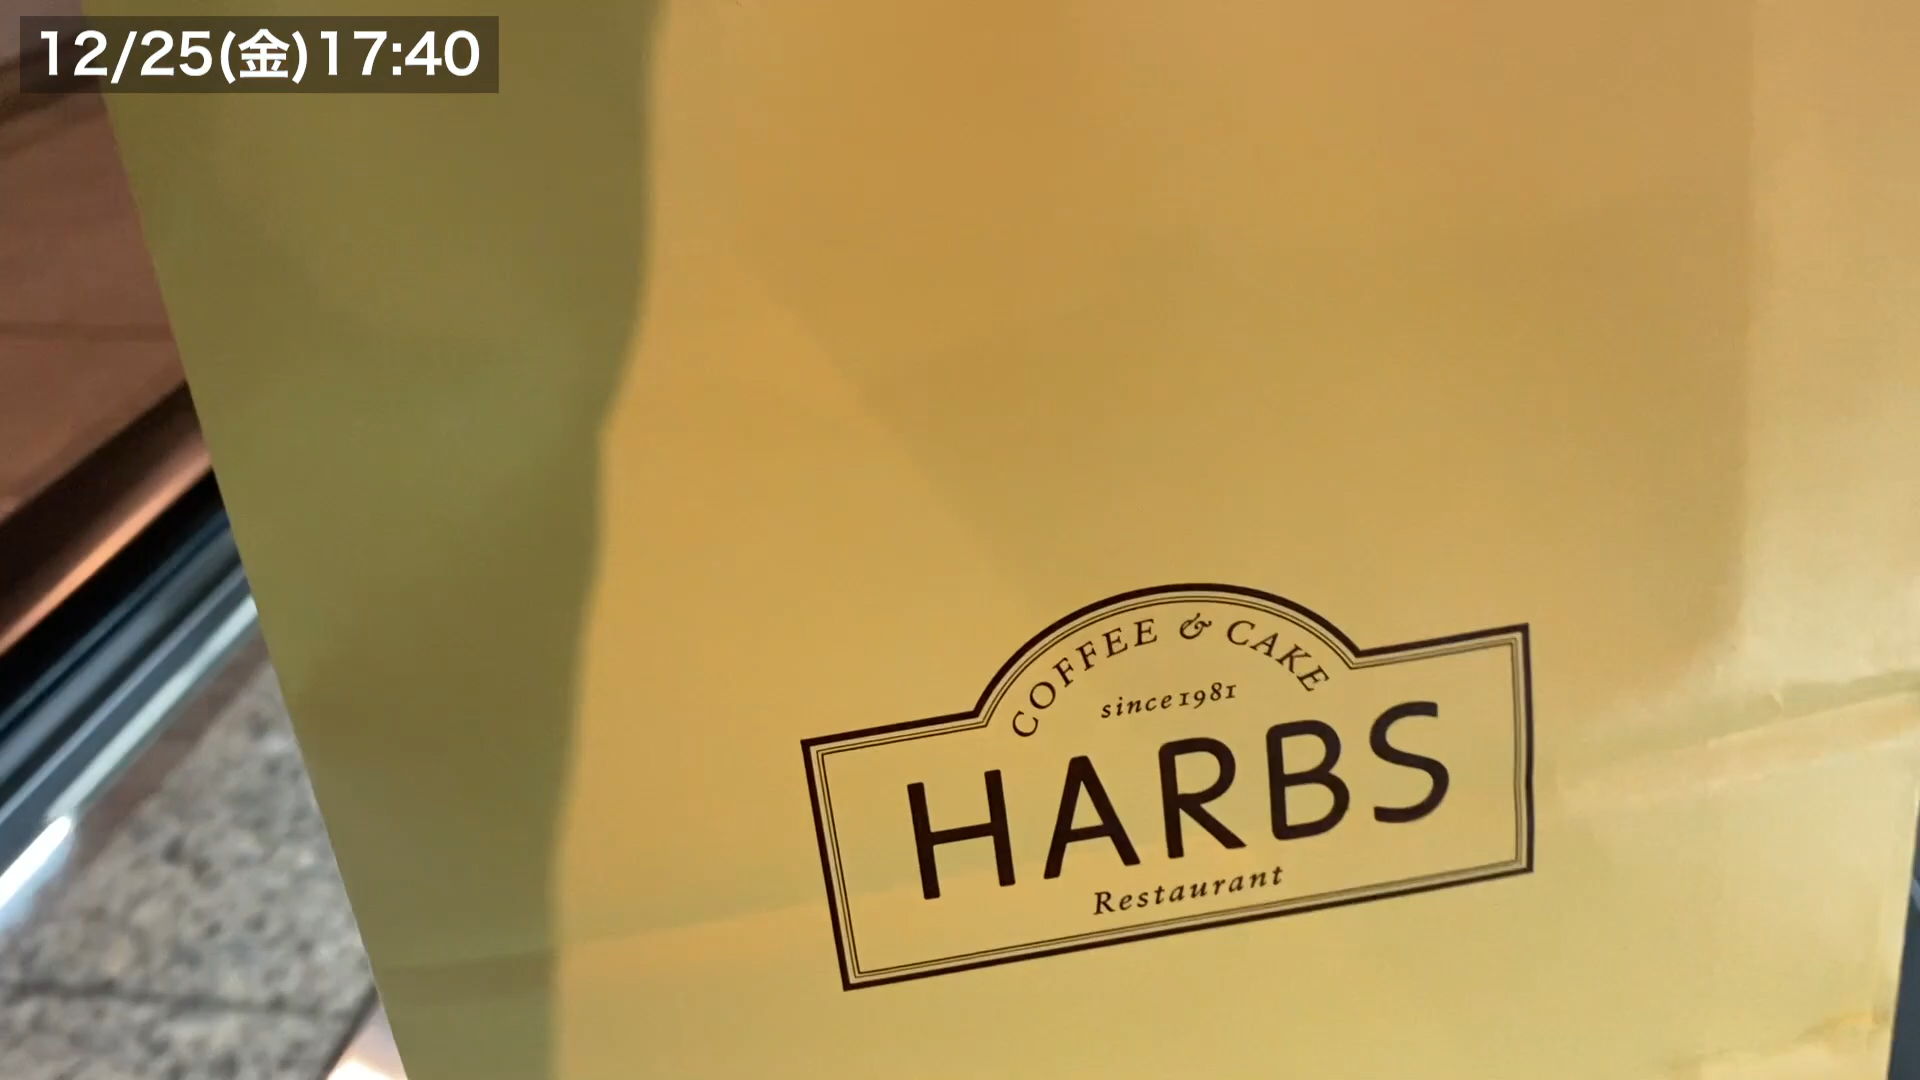 12/25(金)17:40
COFFEE & CAKE
since 1981
HARBS
Restaurant